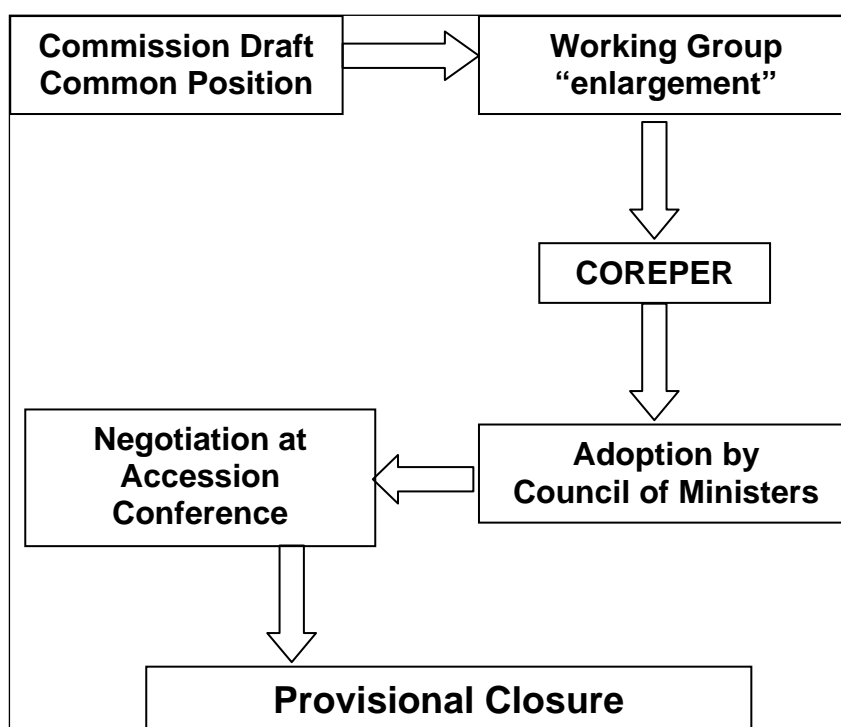 Commission Draft
Common Position
Working Group
“enlargement”
COREPER
Adoption by
Council of Ministers
Negotiation at
Accession
Conference
Provisional Closure